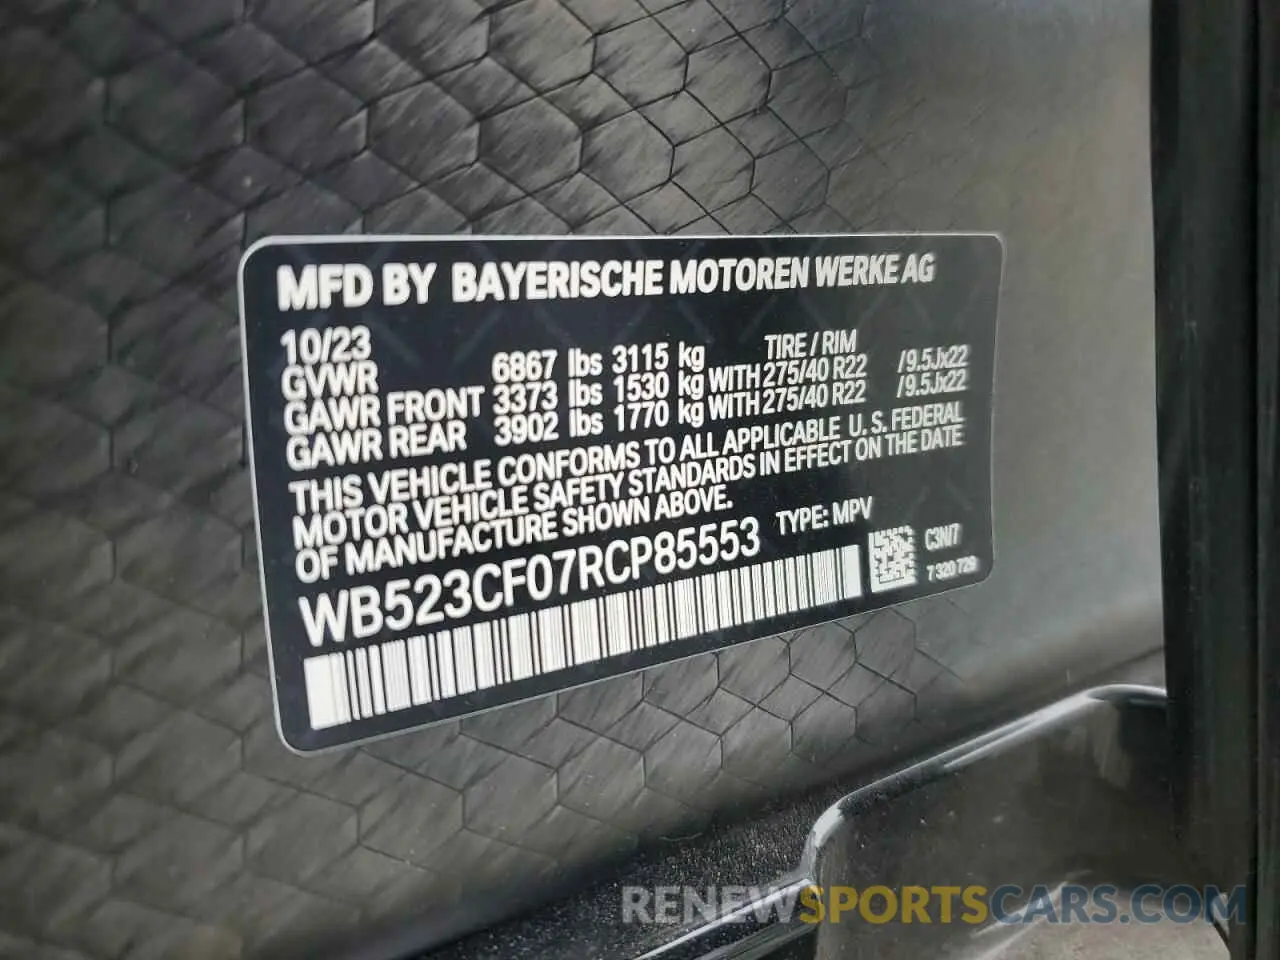 MFD BY BAYERISCHE MOTOREN WERKE AG
10/23 TIRE / RIM
GVWR 6867 lbs 3115 kg
GAWR FRONT 3373 lbs 1530 kg WITH 275/40 R22 /9.5Jx22
GAWR REAR 3902 lbs 1770 kg WITH 275/40 R22 /9.5Jx22
THIS VEHICLE CONFORMS TO ALL APPLICABLE U. S. FEDERAL
MOTOR VEHICLE SAFETY STANDARDS IN EFFECT ON THE DATE
OF MANUFACTURE SHOWN ABOVE.
WB523CF07RCP85553 TYPE: MPV
C3N/7
7 320 729
RENEWSPORTSCARS.COM